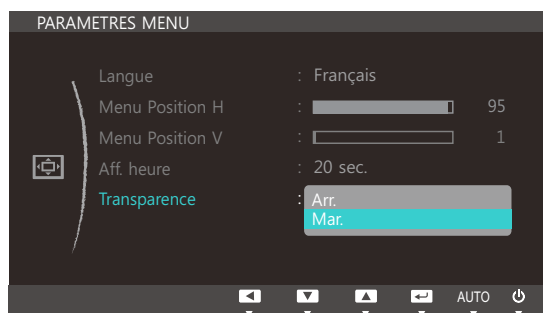 PARAMETRES MENU
Langue : Français
Menu Position H : 95
Menu Position V : 1
Aff. heure : 20 sec.
Transparence : Arr.
Mar.
AUTO